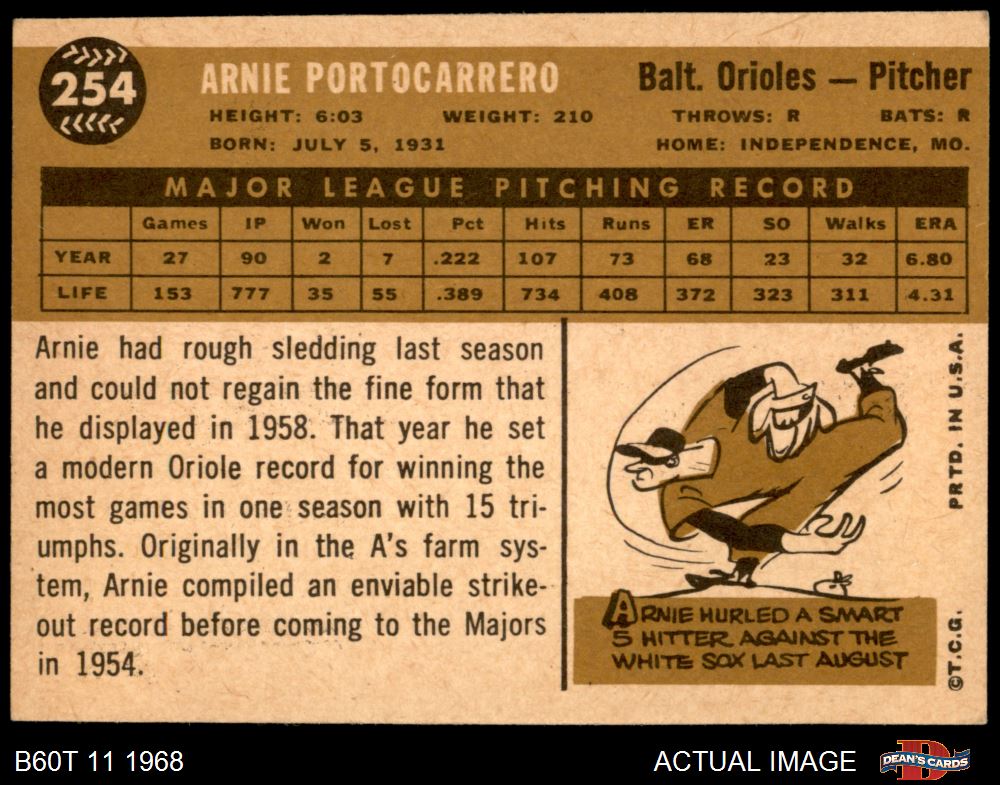 254
ARNIE PORTOCARRERO
Balt. Orioles — Pitcher
HEIGHT: 6:03 WEIGHT: 210 THROWS: R BATS: R
BORN: JULY 5, 1931 HOME: INDEPENDENCE, MO.
MAJOR LEAGUE PITCHING RECORD
Games IP Won Lost Pct Hits Runs ER SO Walks ERA
YEAR 27 90 2 7 .222 107 73 68 23 32 6.80
LIFE 153 777 35 55 .389 734 408 372 323 311 4.31
Arnie had rough sledding last season
and could not regain the fine form that
he displayed in 1958. That year he set
a modern Oriole record for winning the
most games in one season with 15 tri-
umphs. Originally in the A's farm sys-
tem, Arnie compiled an enviable strike-
out record before coming to the Majors
in 1954.
ARNIE HURLED A SMART
5 HITTER AGAINST THE
WHITE SOX LAST AUGUST
©T.C.G. PRTD. IN U.S.A.
B60T 11 1968
ACTUAL IMAGE
D
DEAN'S CARDS